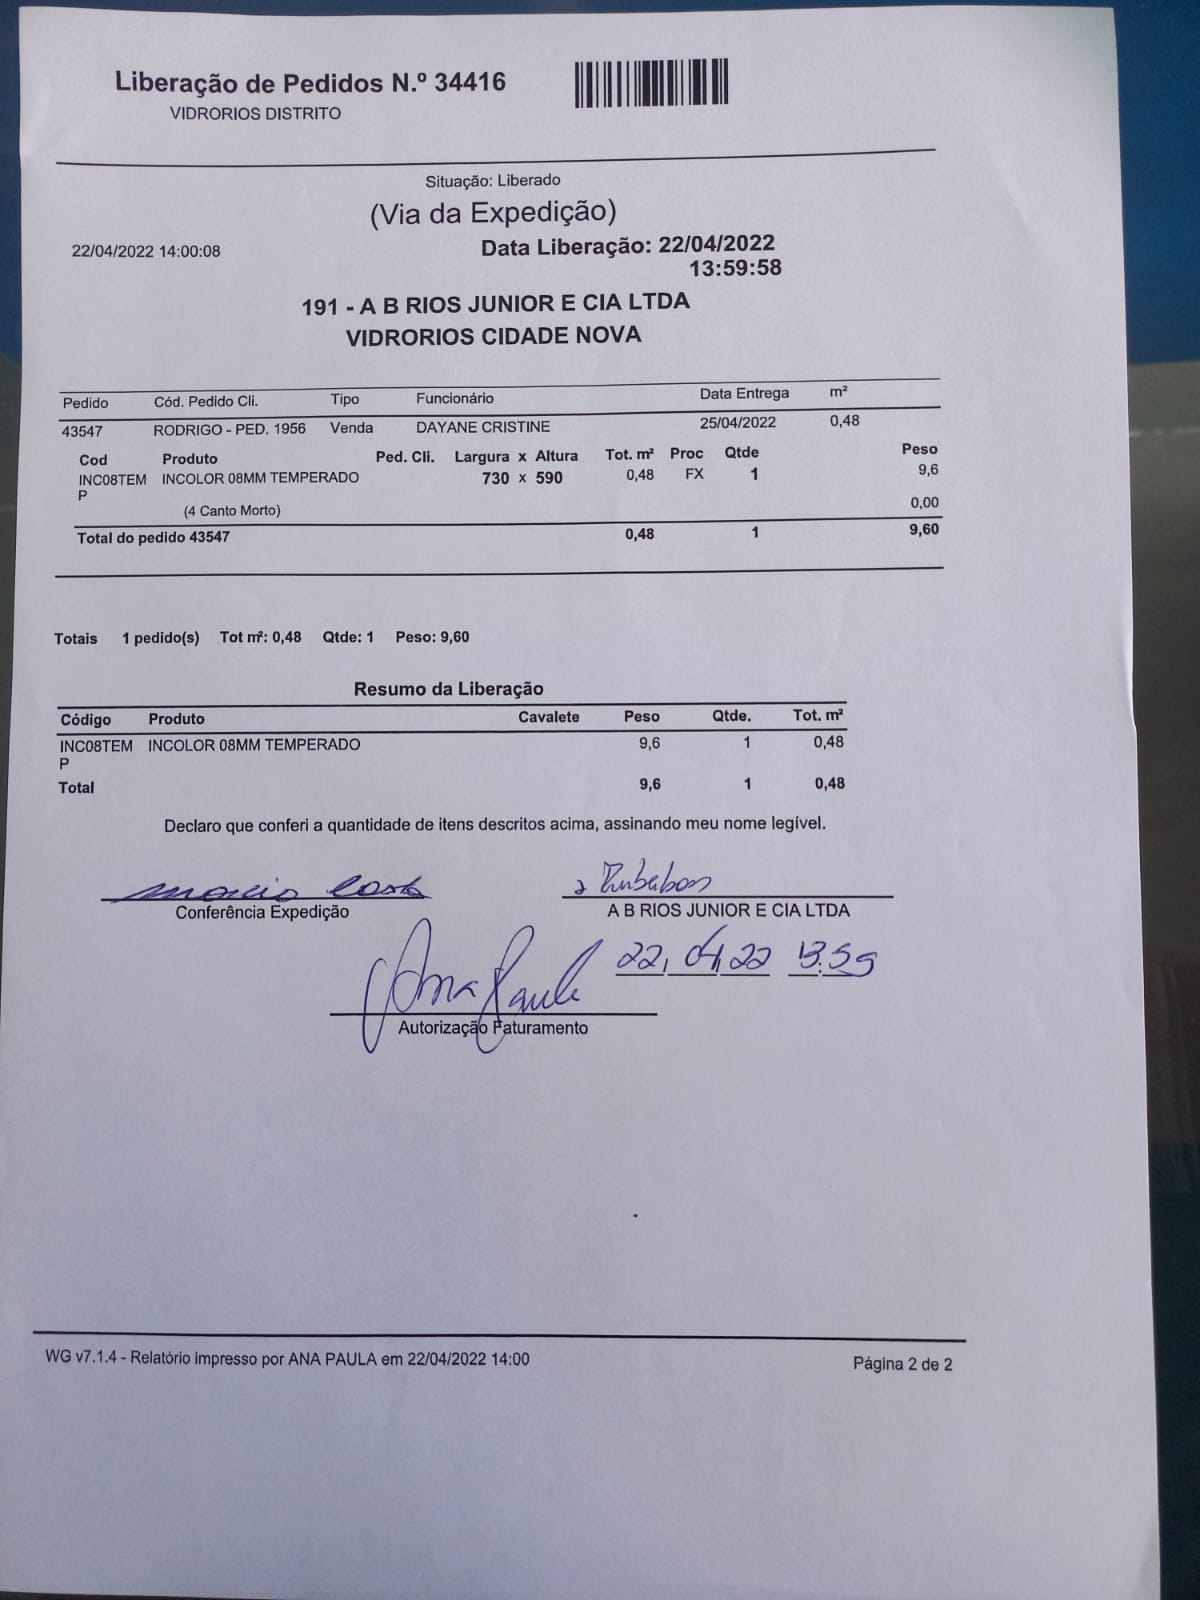 Liberação de Pedidos N.º 34416
VIDRORIOS DISTRITO
Situação: Liberado
(Via da Expedição)
22/04/2022 14:00:08
Data Liberação: 22/04/2022
13:59:58
191 - A B RIOS JUNIOR E CIA LTDA
VIDRORIOS CIDADE NOVA
Pedido Cód. Pedido Cli. Tipo Funcionário Data Entrega m²
43547 RODRIGO - PED. 1956 Venda DAYANE CRISTINE 25/04/2022 0,48
Cod Produto Ped. Cli. Largura x Altura Tot. m² Proc Qtde Peso
INC08TEM INCOLOR 08MM TEMPERADO 730 x 590 0,48 FX 1 9,6
P
(4 Canto Morto) 0,00
Total do pedido 43547 0,48 1 9,60
Totais 1 pedido(s) Tot m²: 0,48 Qtde: 1 Peso: 9,60
Resumo da Liberação
Código Produto Cavalete Peso Qtde. Tot. m²
INC08TEM INCOLOR 08MM TEMPERADO 9,6 1 0,48
P
Total 9,6 1 0,48
Declaro que conferi a quantidade de itens descritos acima, assinando meu nome legível.
marcio Costa
Conferência Expedição A B RIOS JUNIOR E CIA LTDA
22, 04, 22 13:59
Ana Paula
Autorização Faturamento
WG v7.1.4 - Relatório impresso por ANA PAULA em 22/04/2022 14:00
Página 2 de 2